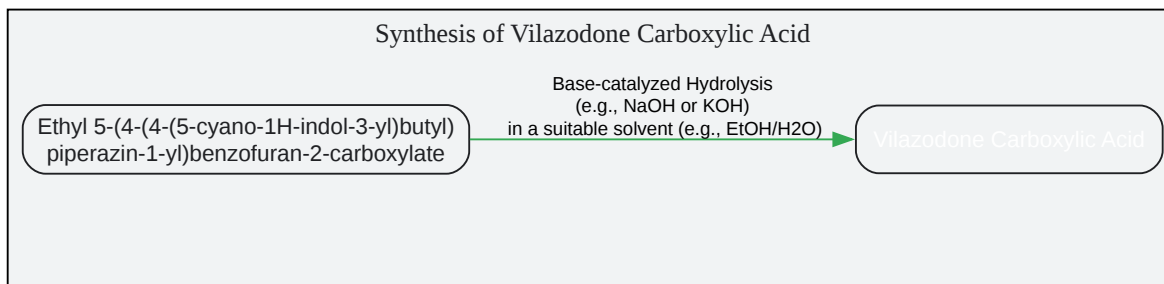 Synthesis of Vilazodone Carboxylic Acid
Base-catalyzed Hydrolysis
(e.g., NaOH or KOH)
in a suitable solvent (e.g., EtOH/H2O)
Ethyl 5-(4-(4-(5-cyano-1H-indol-3-yl)butyl)
piperazin-1-yl)benzofuran-2-carboxylate
Vilazodone Carboxylic Acid